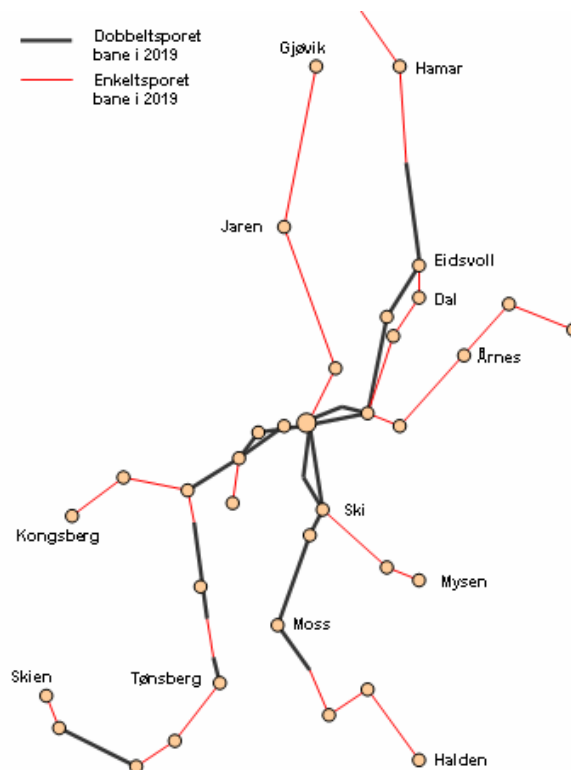 Dobbeltsporet
bane i 2019
Enkeltsporet
bane i 2019
Gjøvik
Hamar
Jaren
Eidsvoll
Dal
Årnes
Kongsberg
Ski
Mysen
Moss
Skien
Tønsberg
Halden